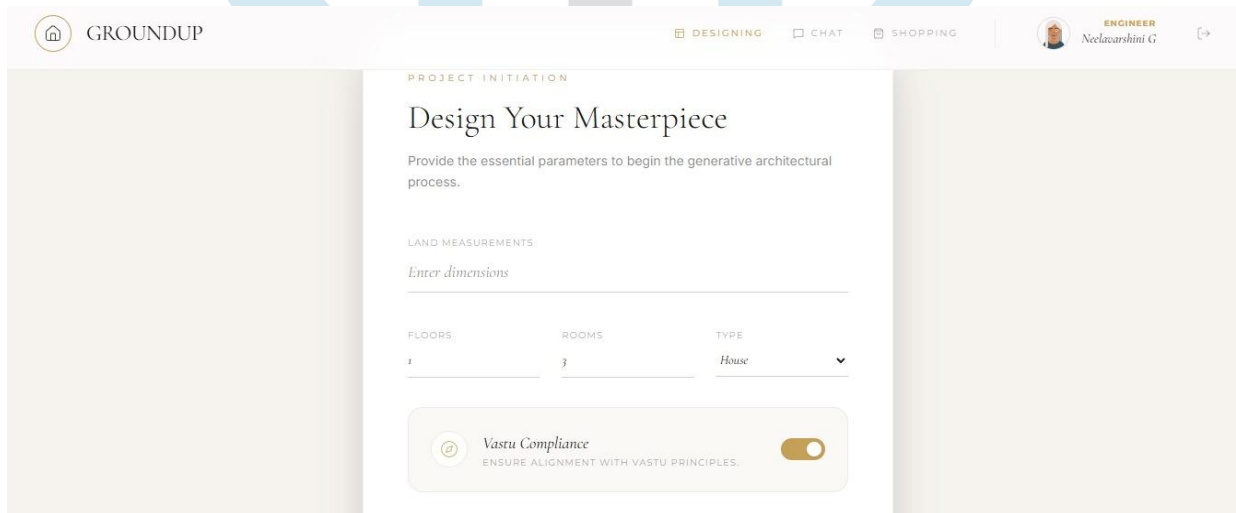 GROUNDUP
DESIGNING
CHAT
SHOPPING
ENGINEER
Neelavarshini G
PROJECT INITIATION
Design Your Masterpiece
Provide the essential parameters to begin the generative architectural
process.
LAND MEASUREMENTS
Enter dimensions
FLOORS ROOMS TYPE
1 3 House
Vastu Compliance
ENSURE ALIGNMENT WITH VASTU PRINCIPLES.